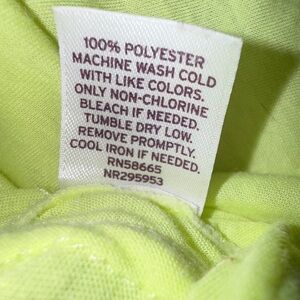 100% POLYESTER
MACHINE WASH COLD
WITH LIKE COLORS.
ONLY NON-CHLORINE
BLEACH IF NEEDED.
TUMBLE DRY LOW.
REMOVE PROMPTLY.
COOL IRON IF NEEDED.
RN58665
NR295953